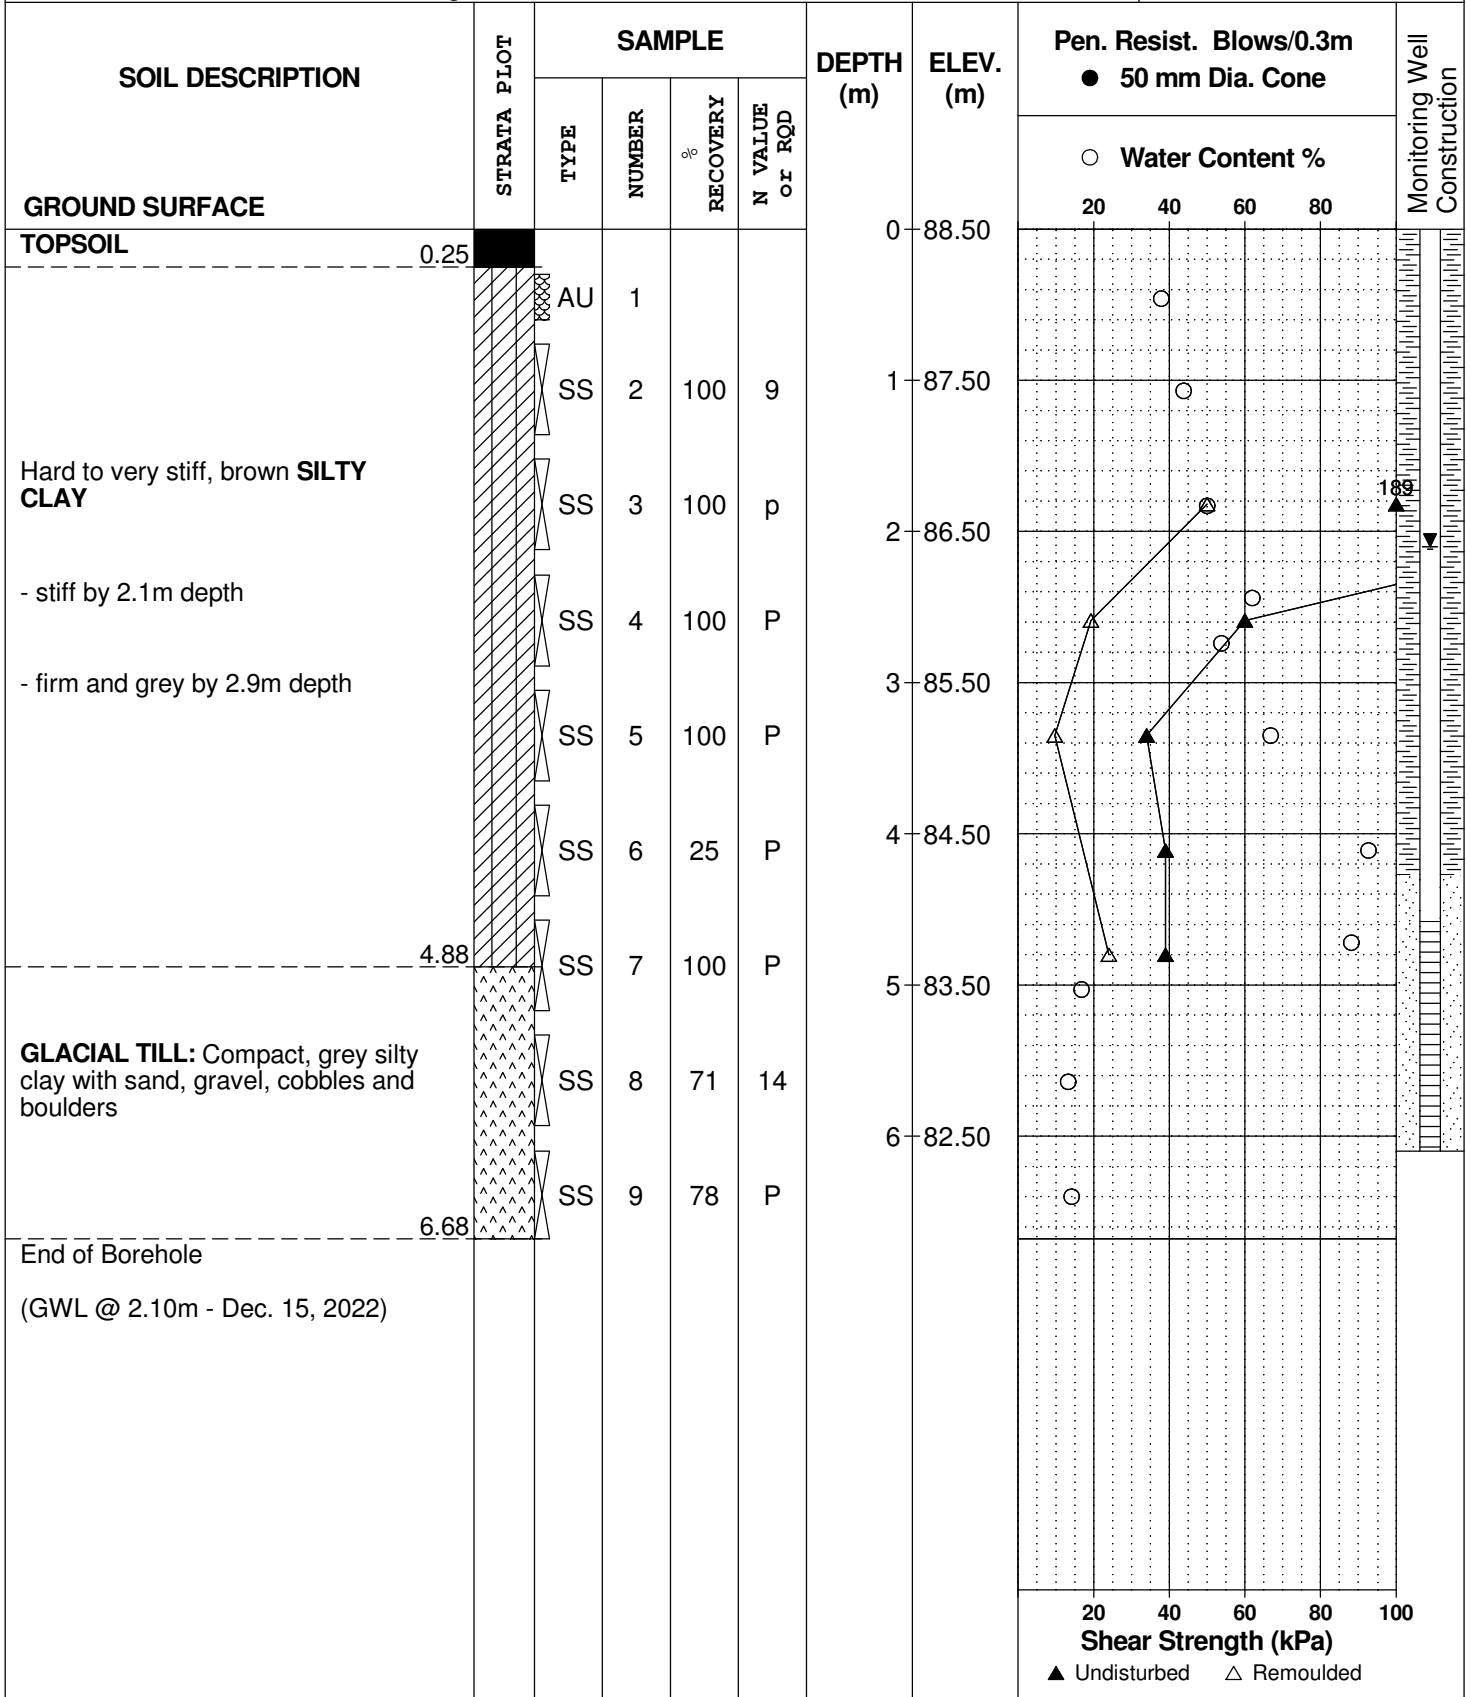 SOIL DESCRIPTION
GROUND SURFACE
STRATA PLOT
SAMPLE
TYPE
NUMBER
% RECOVERY
N VALUE
or RQD
DEPTH
(m)
ELEV.
(m)
Pen. Resist. Blows/0.3m
● 50 mm Dia. Cone
○ Water Content %
20 40 60 80
Monitoring Well
Construction
0 88.50
TOPSOIL
0.25
AU 1
SS 2 100 9
1 87.50
Hard to very stiff, brown SILTY
CLAY
SS 3 100 p
189
2 86.50
- stiff by 2.1m depth
SS 4 100 P
- firm and grey by 2.9m depth
3 85.50
SS 5 100 P
4 84.50
SS 6 25 P
4.88
SS 7 100 P
5 83.50
GLACIAL TILL: Compact, grey silty
clay with sand, gravel, cobbles and
boulders
SS 8 71 14
6 82.50
SS 9 78 P
6.68
End of Borehole
(GWL @ 2.10m - Dec. 15, 2022)
20 40 60 80 100
Shear Strength (kPa)
▲ Undisturbed △ Remoulded